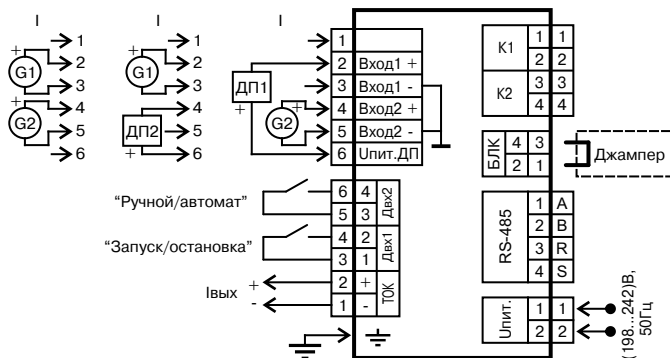 I I I
+ G1 1 2 3
+ G2 4 5 6
+ G1 1 2 3
ДП2 + 4 5 6
ДП1 +
+ G2
1
2 Вход1 +
3 Вход1 -
4 Вход2 +
5 Вход2 -
6 Uпит.ДП
“Ручной/автомат”
6 4 Двх2
5 3
“Запуск/остановка”
4 2 Двх1
3 1
Iвых + 2 + ТОК
- 1 -
К1 1 1
2 2
К2 3 3
4 4
БЛК 4 3
2 1
Джампер
RS-485 1 A
2 B
3 R
4 S
Uпит. 1 1
2 2
(198...242)В,
50Гц